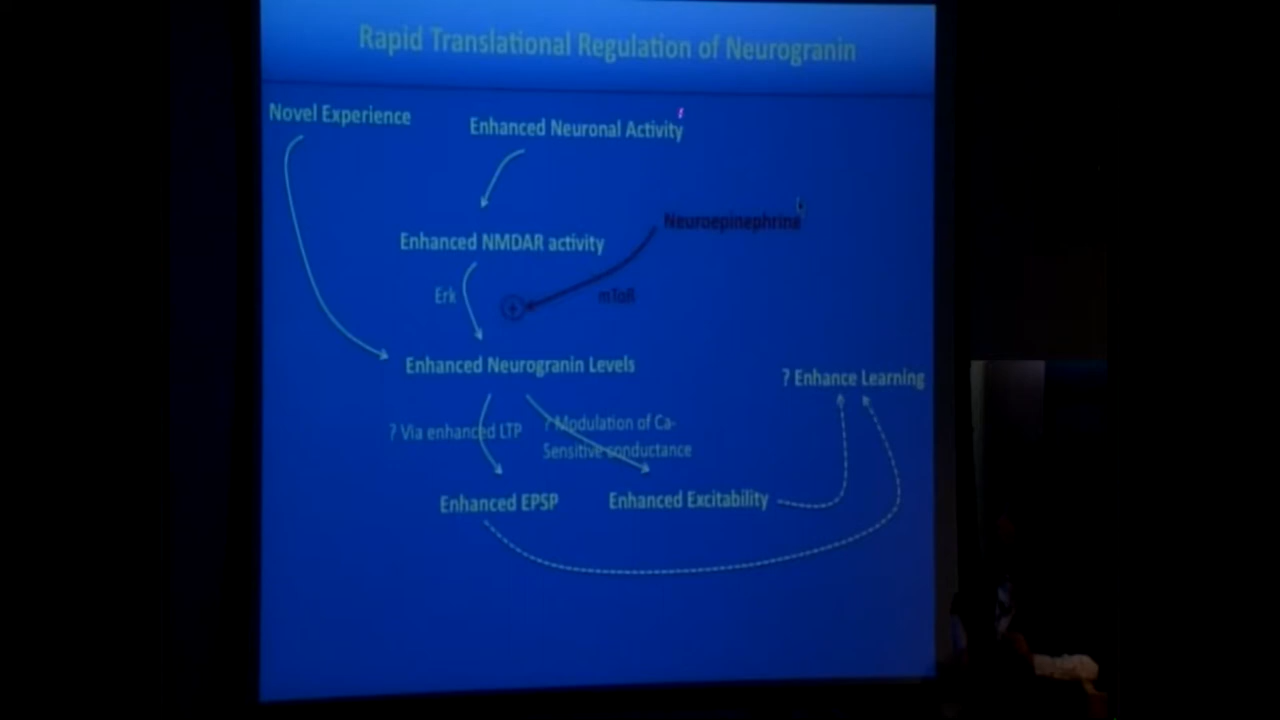 Rapid Translational Regulation of Neurogranin
Novel Experience
Enhanced Neuronal Activity
Neuroepinephrine
Enhanced NMDAR activity
Erk
+
mToR
Enhanced Neurogranin Levels
? Enhance Learning
? Via enhanced LTP
? Modulation of Ca-
Sensitive conductance
Enhanced EPSP
Enhanced Excitability